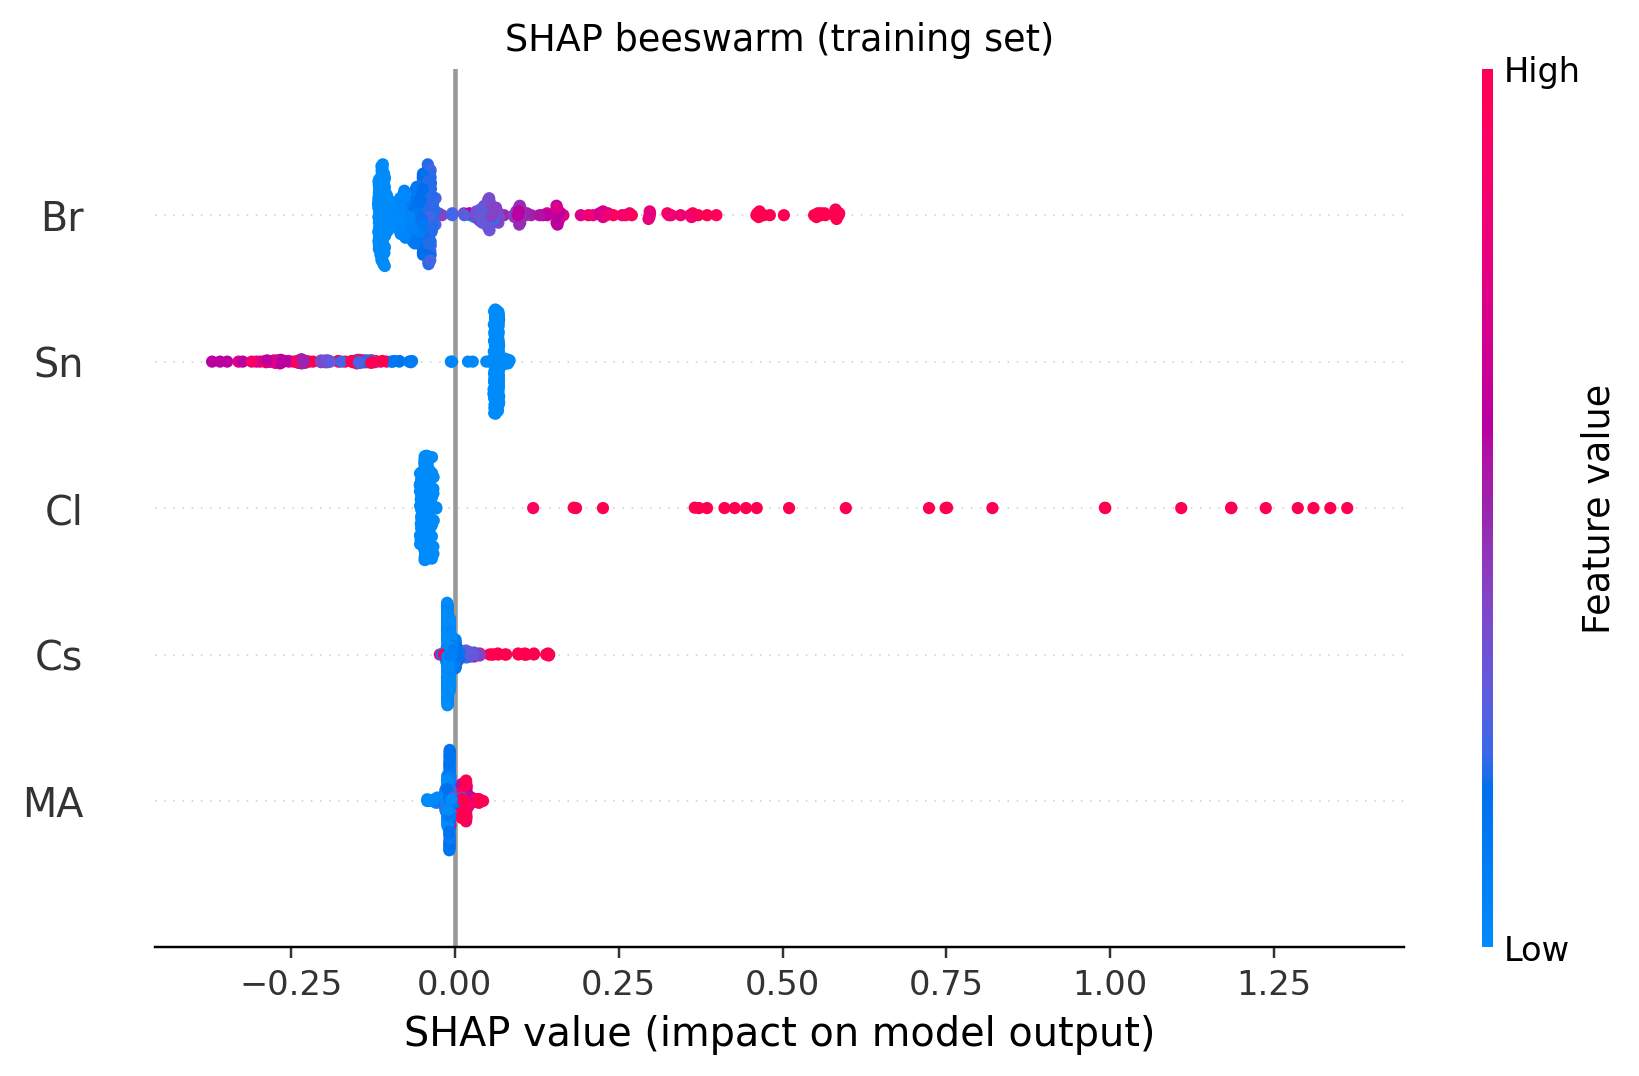 SHAP beeswarm (training set)
High
Br
Sn
Cl
Cs
MA
Feature value
Low
−0.25 0.00 0.25 0.50 0.75 1.00 1.25
SHAP value (impact on model output)